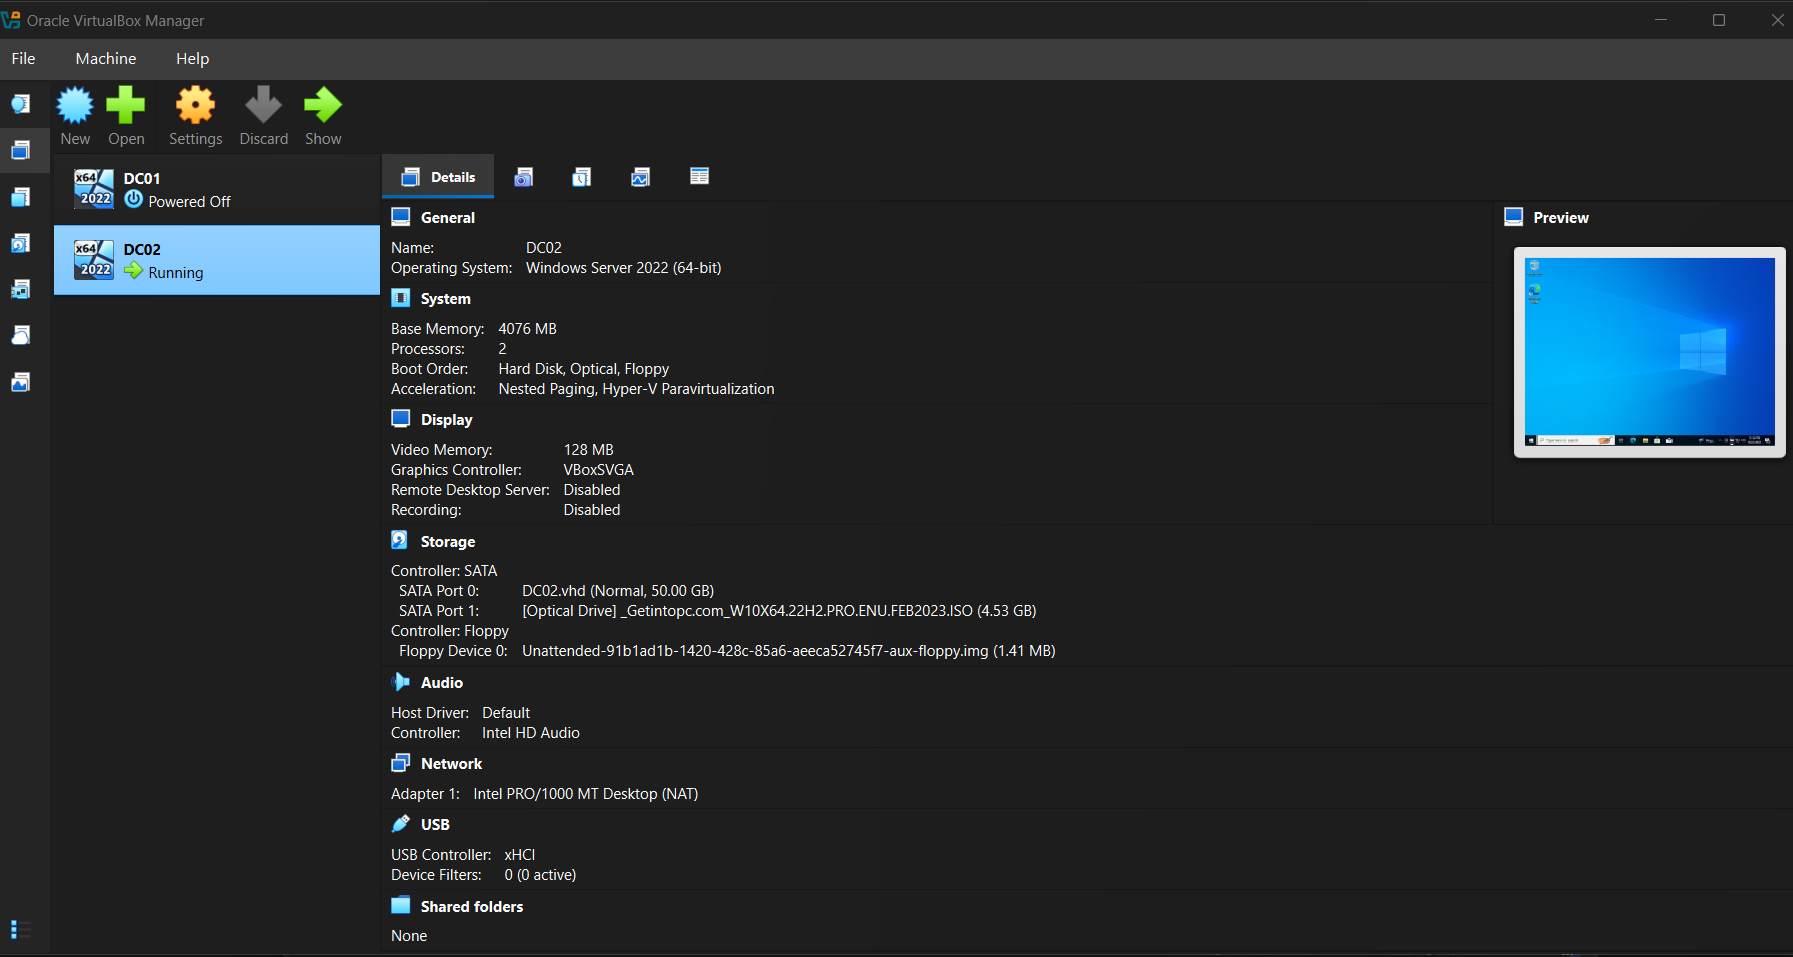 Oracle VirtualBox Manager
File Machine Help
New Open Settings Discard Show
x64 2022 DC01
Powered Off
x64 2022 DC02
Running
Details
General
Name: DC02
Operating System: Windows Server 2022 (64-bit)
System
Base Memory: 4076 MB
Processors: 2
Boot Order: Hard Disk, Optical, Floppy
Acceleration: Nested Paging, Hyper-V Paravirtualization
Display
Video Memory: 128 MB
Graphics Controller: VBoxSVGA
Remote Desktop Server: Disabled
Recording: Disabled
Storage
Controller: SATA
SATA Port 0: DC02.vhd (Normal, 50.00 GB)
SATA Port 1: [Optical Drive] _Getintopc.com_W10X64.22H2.PRO.ENU.FEB2023.ISO (4.53 GB)
Controller: Floppy
Floppy Device 0: Unattended-91b1ad1b-1420-428c-85a6-aeeca52745f7-aux-floppy.img (1.41 MB)
Audio
Host Driver: Default
Controller: Intel HD Audio
Network
Adapter 1: Intel PRO/1000 MT Desktop (NAT)
USB
USB Controller: xHCI
Device Filters: 0 (0 active)
Shared folders
None
Preview